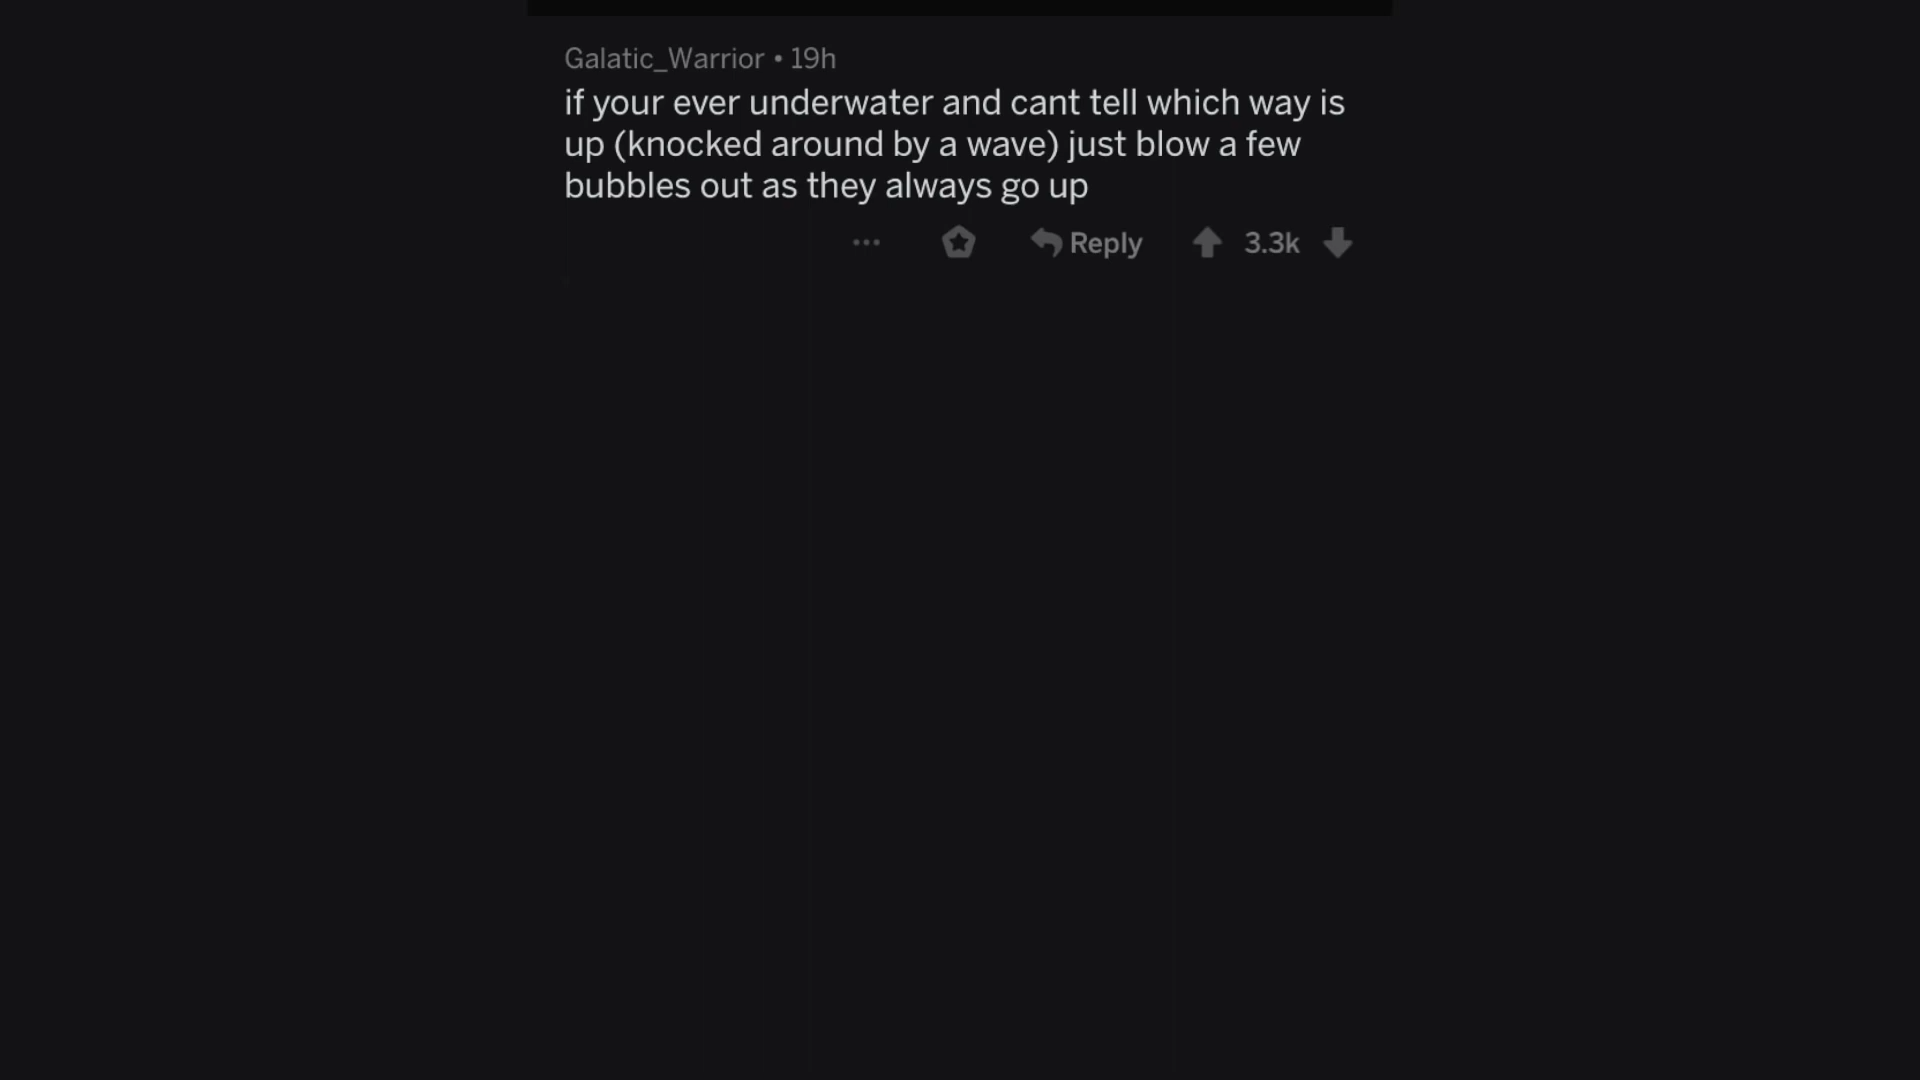 Galatic_Warrior • 19h
if your ever underwater and cant tell which way is
up (knocked around by a wave) just blow a few
bubbles out as they always go up
... Reply 3.3k